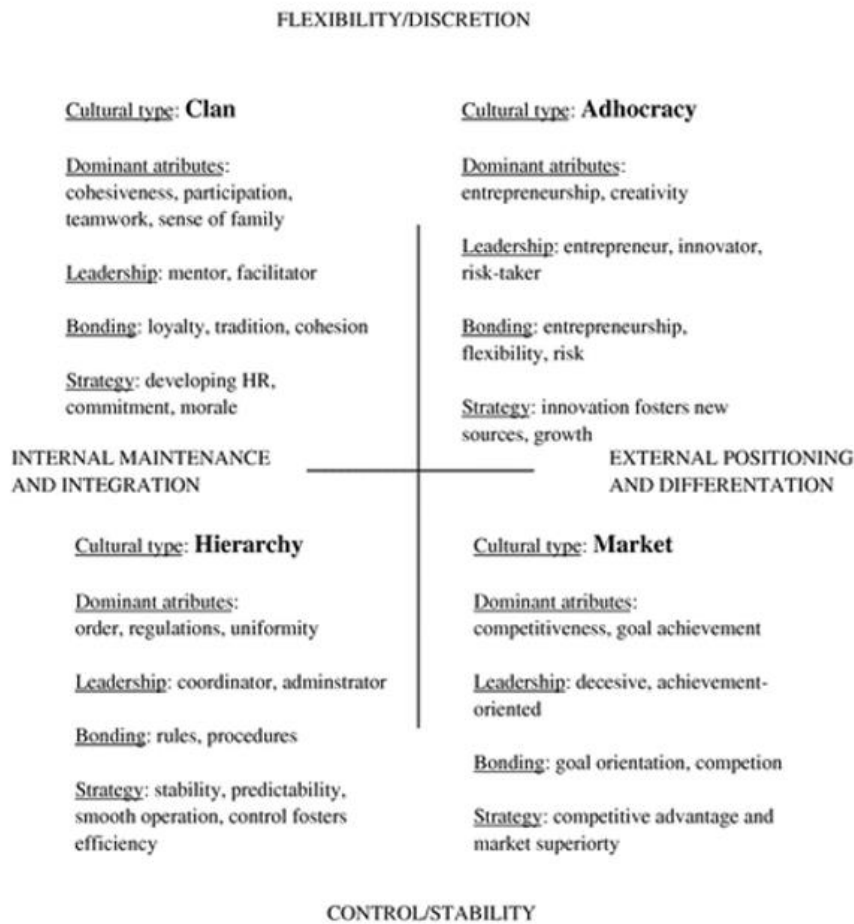 FLEXIBILITY/DISCRETION
Cultural type: Clan
Dominant atributes:
cohesiveness, participation,
teamwork, sense of family
Leadership: mentor, facilitator
Bonding: loyalty, tradition, cohesion
Strategy: developing HR,
commitment, morale
Cultural type: Adhocracy
Dominant atributes:
entrepreneurship, creativity
Leadership: entrepreneur, innovator,
risk-taker
Bonding: entrepreneurship,
flexibility, risk
Strategy: innovation fosters new
sources, growth
INTERNAL MAINTENANCE
AND INTEGRATION
EXTERNAL POSITIONING
AND DIFFERENTATION
Cultural type: Hierarchy
Dominant atributes:
order, regulations, uniformity
Leadership: coordinator, adminstrator
Bonding: rules, procedures
Strategy: stability, predictability,
smooth operation, control fosters
efficiency
Cultural type: Market
Dominant atributes:
competitiveness, goal achievement
Leadership: decesive, achievement-
oriented
Bonding: goal orientation, competion
Strategy: competitive advantage and
market superiorty
CONTROL/STABILITY